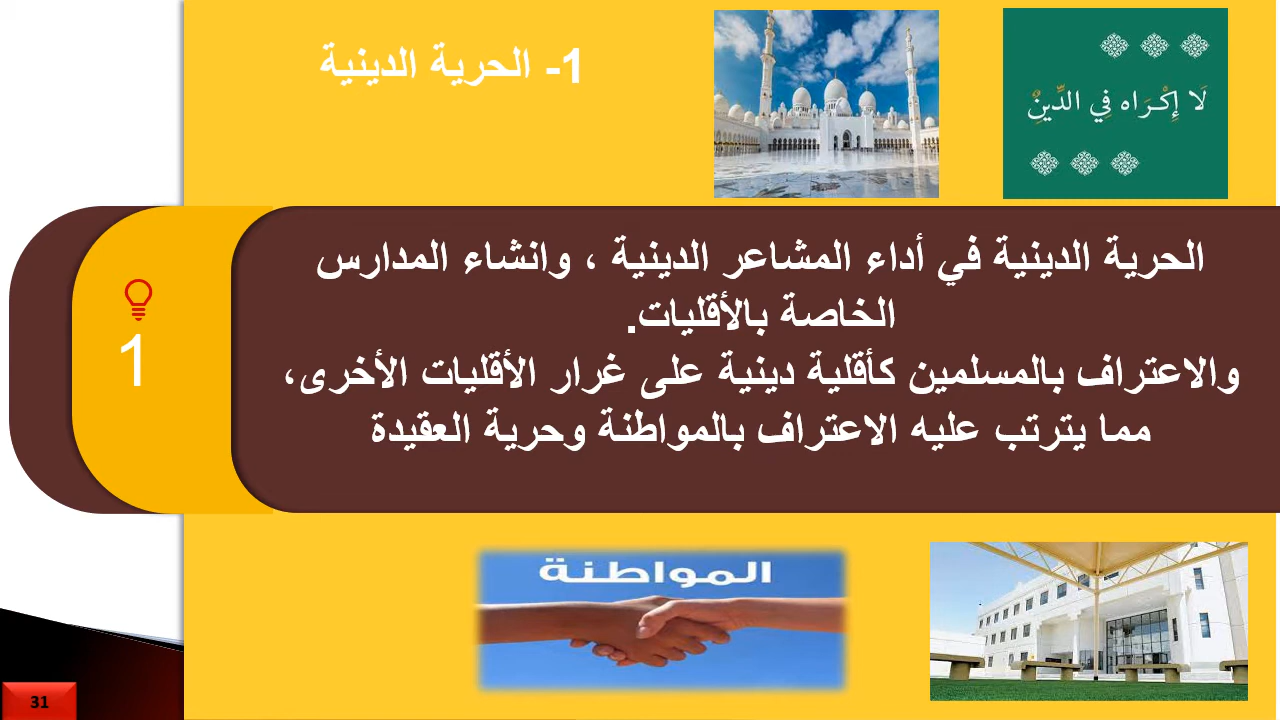 1- الحرية الدينية
لَا إِكْرَاه فِي الدِّينِ
الحرية الدينية في أداء المشاعر الدينية ، وانشاء المدارس
الخاصة بالأقليات.
والاعتراف بالمسلمين كأقلية دينية على غرار الأقليات الأخرى،
مما يترتب عليه الاعتراف بالمواطنة وحرية العقيدة
1
المواطنة
31